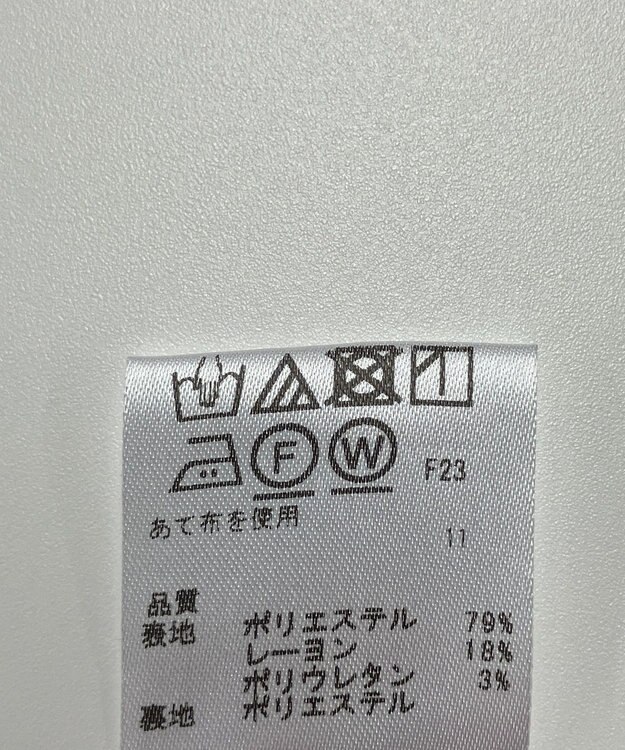 F W F23
あて布を使用
11
品質
表地 ポリエステル 79%
レーヨン 18%
ポリウレタン 3%
裏地 ポリエステル